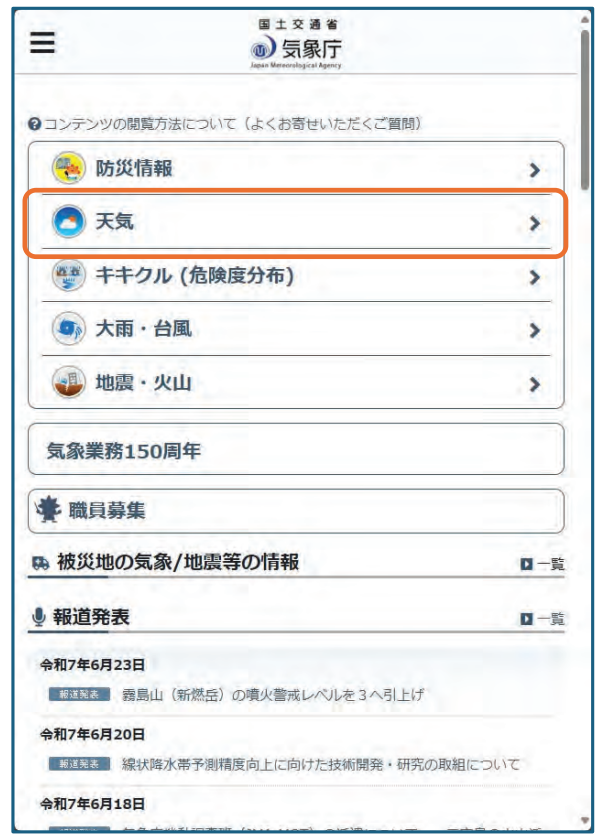 国土交通省
気象庁
Japan Meteorological Agency
コンテンツの閲覧方法について（よくお寄せいただくご質問）
防災情報
天気
キキクル (危険度分布)
大雨・台風
地震・火山
気象業務150周年
職員募集
被災地の気象/地震等の情報
一覧
報道発表
一覧
令和7年6月23日
報道発表 霧島山（新燃岳）の噴火警戒レベルを３へ引上げ
令和7年6月20日
報道発表 線状降水帯予測精度向上に向けた技術開発・研究の取組について
令和7年6月18日